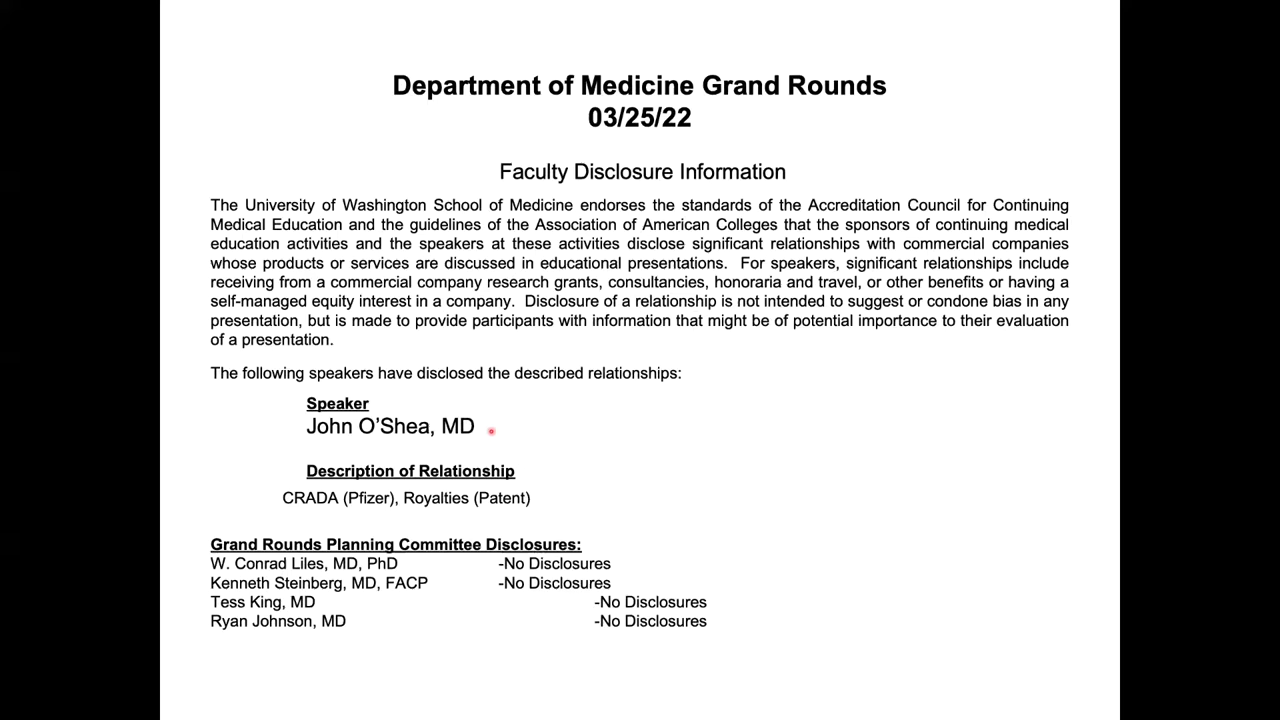 Department of Medicine Grand Rounds
03/25/22
Faculty Disclosure Information
The University of Washington School of Medicine endorses the standards of the Accreditation Council for Continuing
Medical Education and the guidelines of the Association of American Colleges that the sponsors of continuing medical
education activities and the speakers at these activities disclose significant relationships with commercial companies
whose products or services are discussed in educational presentations.  For speakers, significant relationships include
receiving from a commercial company research grants, consultancies, honoraria and travel, or other benefits or having a
self-managed equity interest in a company.  Disclosure of a relationship is not intended to suggest or condone bias in any
presentation, but is made to provide participants with information that might be of potential importance to their evaluation
of a presentation.
The following speakers have disclosed the described relationships:
Speaker
John O’Shea, MD
Description of Relationship
CRADA (Pfizer), Royalties (Patent)
Grand Rounds Planning Committee Disclosures:
W. Conrad Liles, MD, PhD -No Disclosures
Kenneth Steinberg, MD, FACP -No Disclosures
Tess King, MD -No Disclosures
Ryan Johnson, MD -No Disclosures